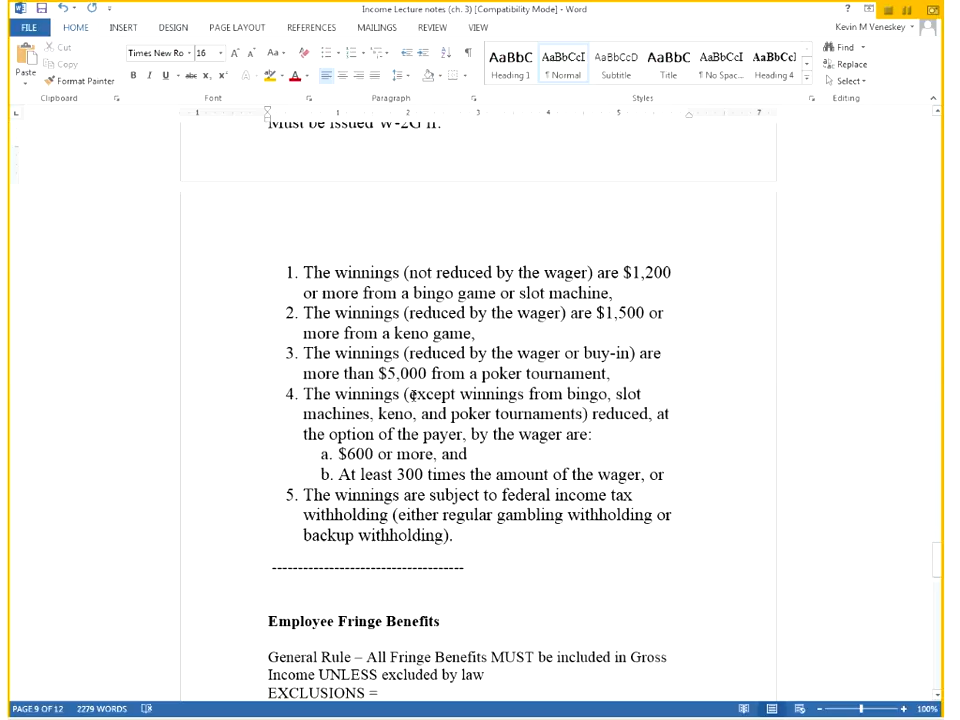 Income Lecture notes (ch. 3) [Compatibility Mode] - Word
FILE HOME INSERT DESIGN PAGE LAYOUT REFERENCES MAILINGS REVIEW VIEW
Kevin M Veneskey
Cut
Copy
Format Painter
Paste
Times New Ro 16
AaBbC AaBbCcI AaBbCcD AaBbC AaBbCcI AaBbCc]
Heading 1 ¶ Normal Subtitle Title ¶ No Spac... Heading 4
Find
Replace
Select
Clipboard Font Paragraph Styles Editing
Must be issued W-2G if:
1. The winnings (not reduced by the wager) are $1,200
or more from a bingo game or slot machine,
2. The winnings (reduced by the wager) are $1,500 or
more from a keno game,
3. The winnings (reduced by the wager or buy-in) are
more than $5,000 from a poker tournament,
4. The winnings (except winnings from bingo, slot
machines, keno, and poker tournaments) reduced, at
the option of the payer, by the wager are:
a. $600 or more, and
b. At least 300 times the amount of the wager, or
5. The winnings are subject to federal income tax
withholding (either regular gambling withholding or
backup withholding).
-------------------------------------
Employee Fringe Benefits
General Rule – All Fringe Benefits MUST be included in Gross
Income UNLESS excluded by law
EXCLUSIONS =
PAGE 9 OF 12 2279 WORDS 100%